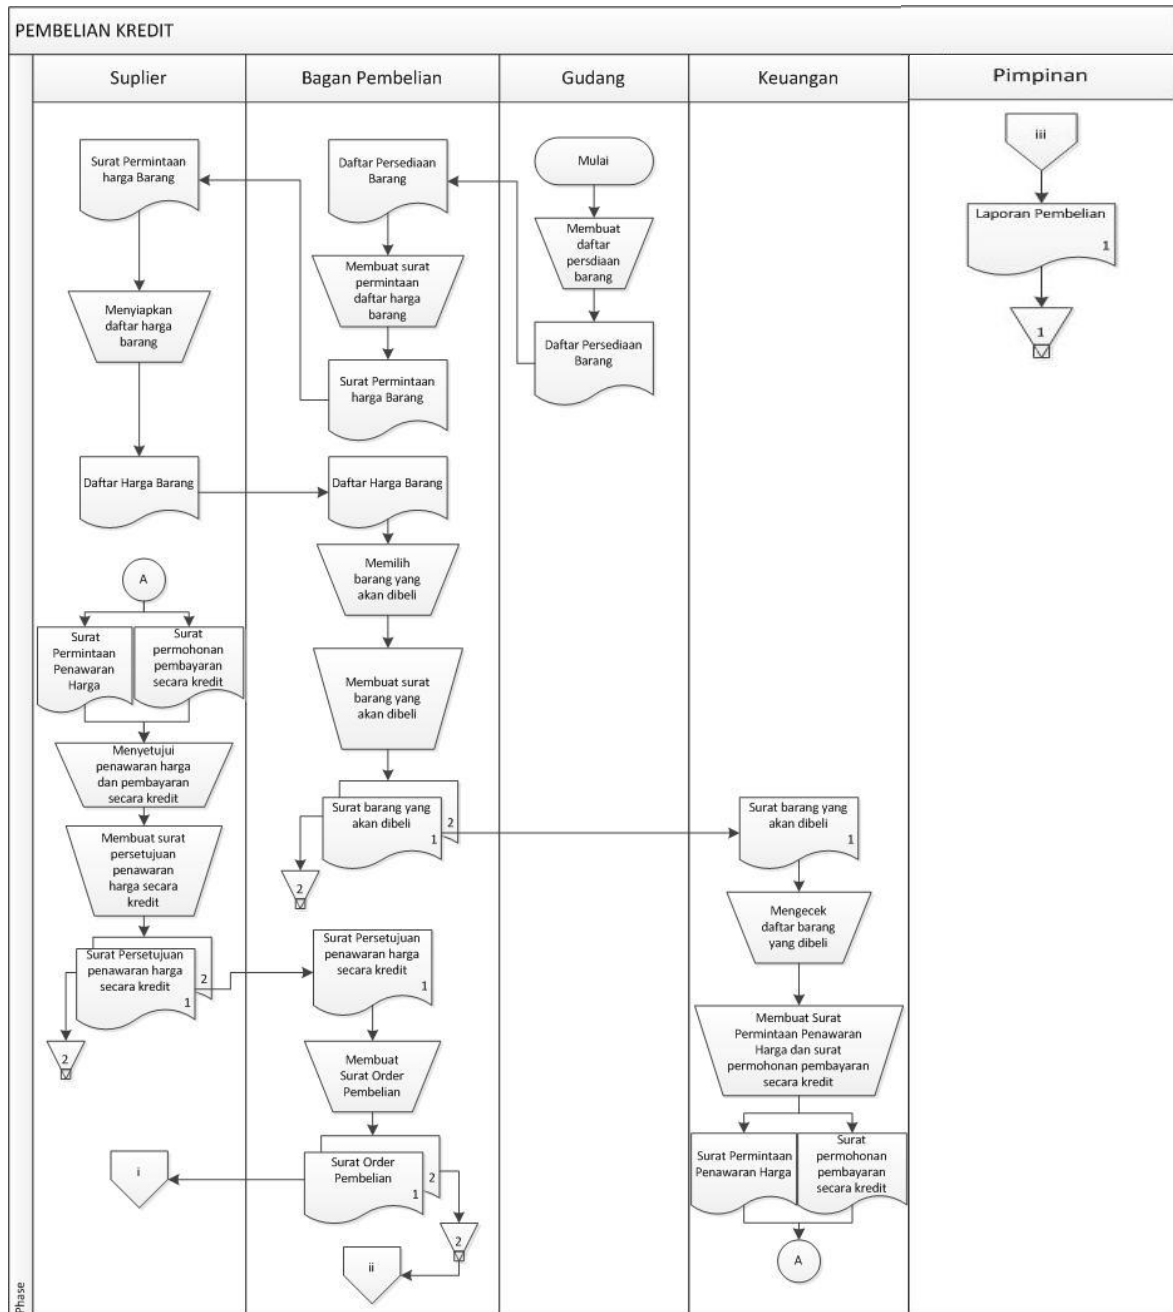 PEMBELIAN KREDIT
Phase
Suplier
Bagan Pembelian
Gudang
Keuangan
Pimpinan
Surat Permintaan
harga Barang
Menyiapkan
daftar harga
barang
Daftar Harga Barang
A
Surat
Permintaan
Penawaran
Harga
Surat
permohonan
pembayaran
secara kredit
Menyetujui
penawaran harga
dan pembayaran
secara kredit
Membuat surat
persetujuan
penawaran
harga secara
kredit
Surat Persetujuan
penawaran harga
secara kredit
1
2
2
i
Daftar Persediaan
Barang
Membuat surat
permintaan
daftar harga
barang
Surat Permintaan
harga Barang
Daftar Harga Barang
Memilih
barang yang
akan dibeli
Membuat surat
barang yang
akan dibeli
Surat barang yang
akan dibeli
1
2
2
Surat Persetujuan
penawaran harga
secara kredit
1
Membuat
Surat Order
Pembelian
Surat Order
Pembelian
1
2
2
ii
Mulai
Membuat
daftar
persdiaan
barang
Daftar Persediaan
Barang
Surat barang yang
akan dibeli
1
Mengecek
daftar barang
yang dibeli
Membuat Surat
Permintaan Penawaran
Harga dan surat
permohonan pembayaran
secara kredit
Surat Permintaan
Penawaran Harga
Surat
permohonan
pembayaran
secara kredit
A
iii
Laporan Pembelian
1
1